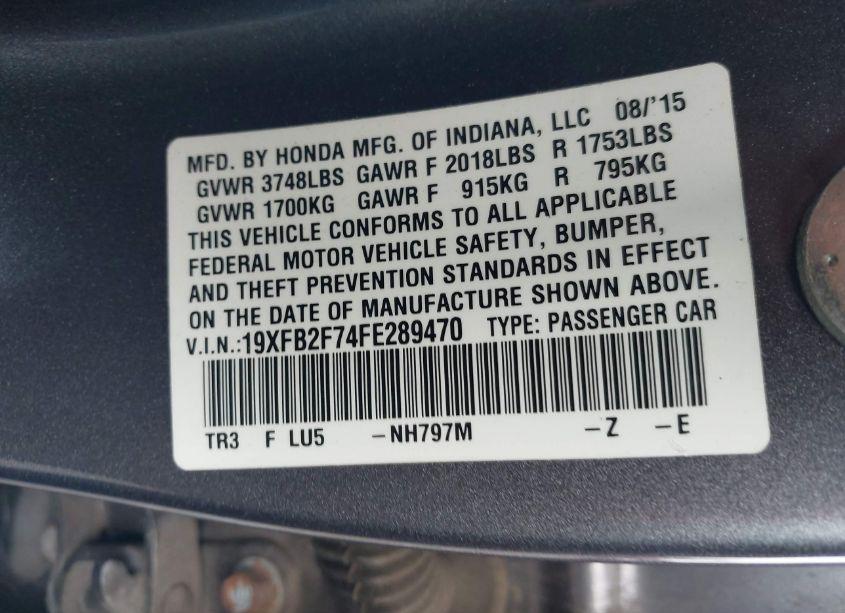 MFD. BY HONDA MFG. OF INDIANA, LLC 08/'15
GVWR 3748LBS GAWR F 2018LBS R 1753LBS
GVWR 1700KG GAWR F 915KG R 795KG
THIS VEHICLE CONFORMS TO ALL APPLICABLE
FEDERAL MOTOR VEHICLE SAFETY, BUMPER,
AND THEFT PREVENTION STANDARDS IN EFFECT
ON THE DATE OF MANUFACTURE SHOWN ABOVE.
V.I.N.:19XFB2F74FE289470 TYPE: PASSENGER CAR
TR3 F LU5 –NH797M –Z –E